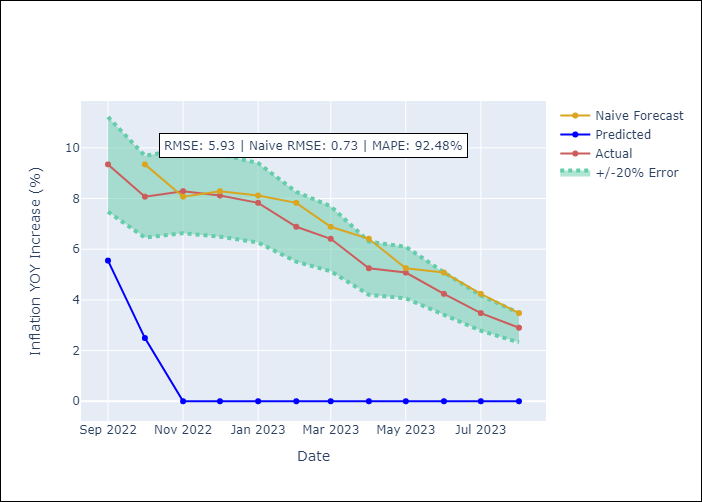 RMSE: 5.93 | Naive RMSE: 0.73 | MAPE: 92.48%
Naive Forecast
Predicted
Actual
+/-20% Error
Inflation YOY Increase (%)
10
8
6
4
2
0
Sep 2022
Nov 2022
Jan 2023
Mar 2023
May 2023
Jul 2023
Date